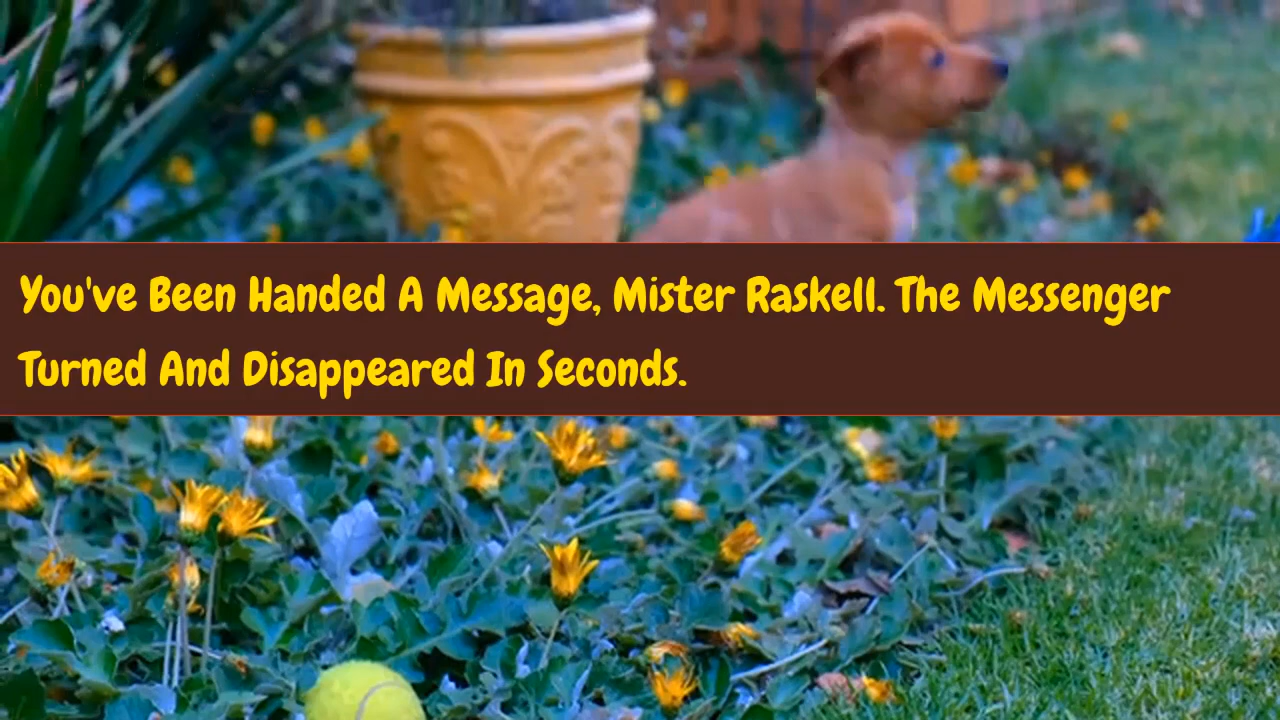 You've Been Handed A Message, Mister Raskell. The Messenger
Turned And Disappeared In Seconds.